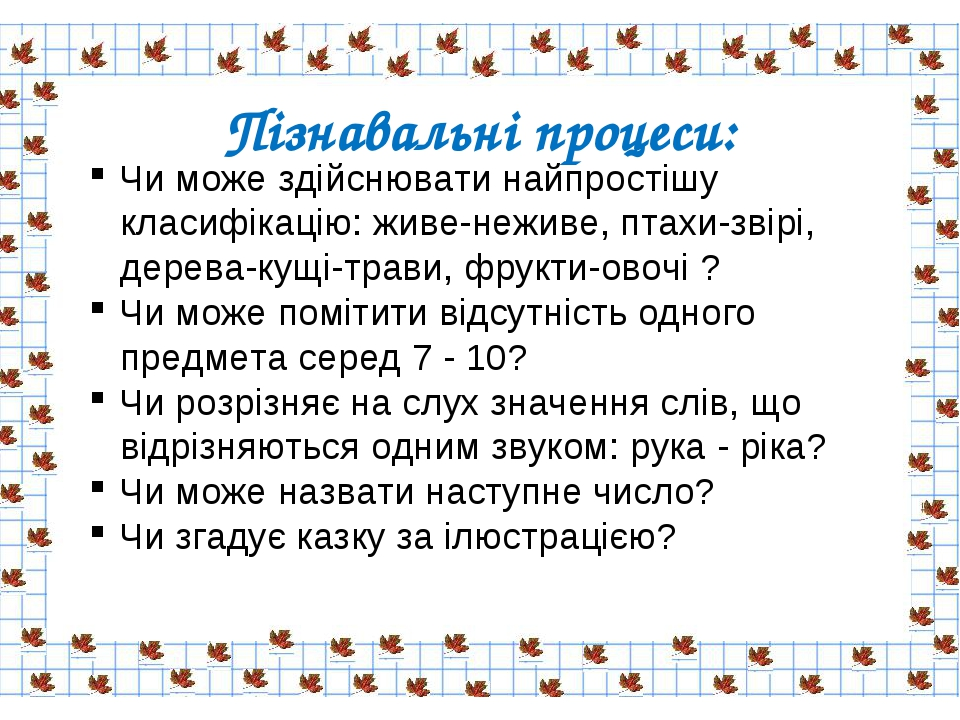 Пізнавальні процеси:
▪ Чи може здійснювати найпростішу
класифікацію: живе-неживе, птахи-звірі,
дерева-кущі-трави, фрукти-овочі ?
▪ Чи може помітити відсутність одного
предмета серед 7 - 10?
▪ Чи розрізняє на слух значення слів, що
відрізняються одним звуком: рука - ріка?
▪ Чи може назвати наступне число?
▪ Чи згадує казку за ілюстрацією?